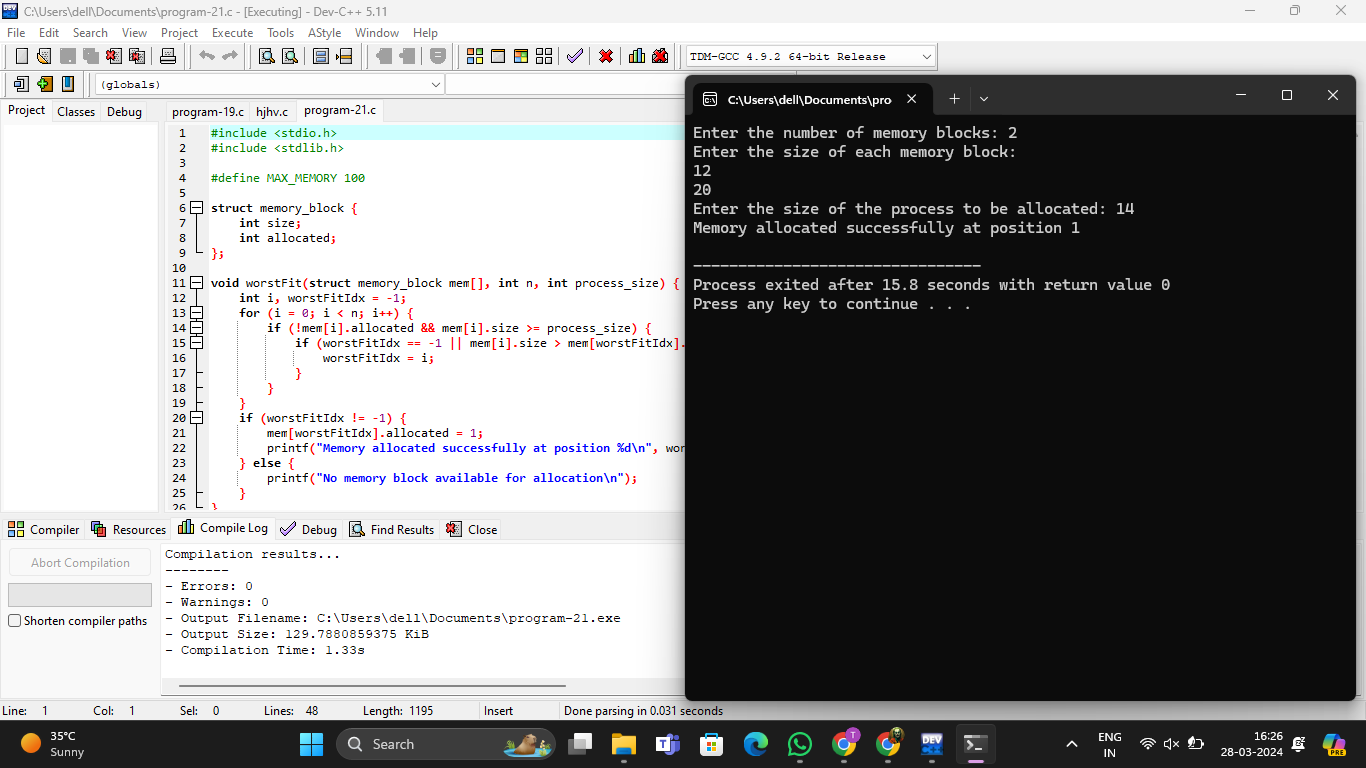 C:\Users\dell\Documents\program-21.c - [Executing] - Dev-C++ 5.11
File Edit Search View Project Execute Tools AStyle Window Help
TDM-GCC 4.9.2 64-bit Release
(globals)
Project Classes Debug
program-19.c hjhv.c program-21.c
1 #include <stdio.h>
2 #include <stdlib.h>
3
4 #define MAX_MEMORY 100
5
6 struct memory_block {
7 int size;
8 int allocated;
9 };
10
11 void worstFit(struct memory_block mem[], int n, int process_size) {
12 int i, worstFitIdx = -1;
13 for (i = 0; i < n; i++) {
14 if (!mem[i].allocated && mem[i].size >= process_size) {
15 if (worstFitIdx == -1 || mem[i].size > mem[worstFitIdx].
16 worstFitIdx = i;
17 }
18 }
19 }
20 if (worstFitIdx != -1) {
21 mem[worstFitIdx].allocated = 1;
22 printf("Memory allocated successfully at position %d\n", wor
23 } else {
24 printf("No memory block available for allocation\n");
25 }
26 }
C:\Users\dell\Documents\pro
Enter the number of memory blocks: 2
Enter the size of each memory block:
12
20
Enter the size of the process to be allocated: 14
Memory allocated successfully at position 1
--------------------------------
Process exited after 15.8 seconds with return value 0
Press any key to continue . . .
Compiler Resources Compile Log Debug Find Results Close
Abort Compilation
Shorten compiler paths
Compilation results...
--------
- Errors: 0
- Warnings: 0
- Output Filename: C:\Users\dell\Documents\program-21.exe
- Output Size: 129.7880859375 KiB
- Compilation Time: 1.33s
Line: 1 Col: 1 Sel: 0 Lines: 48 Length: 1195 Insert Done parsing in 0.031 seconds
35°C
Sunny
Search
T
DEV
PRE
ENG
IN
16:26
28-03-2024